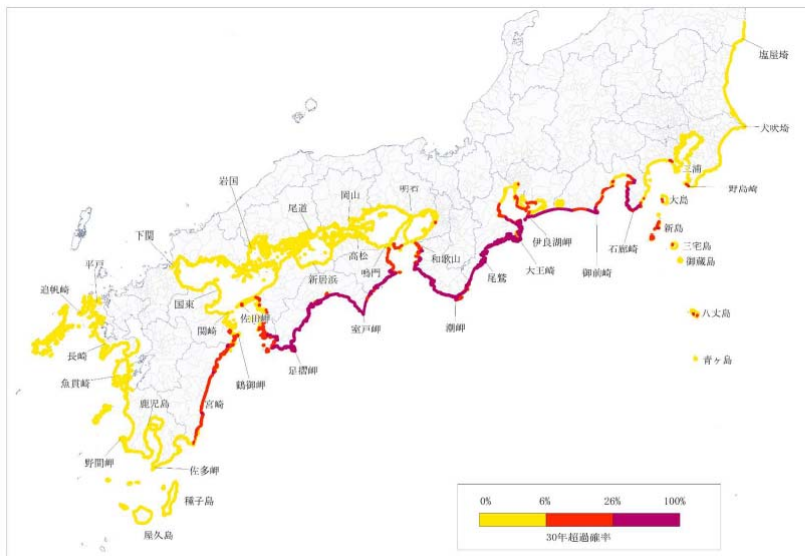 塩屋埼
犬吠埼
三浦
野島崎
大島
新島
三宅島
御蔵島
八丈島
青ヶ島
石廊崎
御前崎
伊良湖岬
大王崎
尾鷲
和歌山
潮岬
明石
岡山
尾道
岩国
高松
鳴門
新居浜
室戸岬
足摺岬
下関
平戸
国東
関崎
佐田岬
鶴御岬
長崎
魚貫崎
鹿児島
宮崎
野間岬
佐多岬
種子島
屋久島
0% 6% 26% 100%
30年超過確率